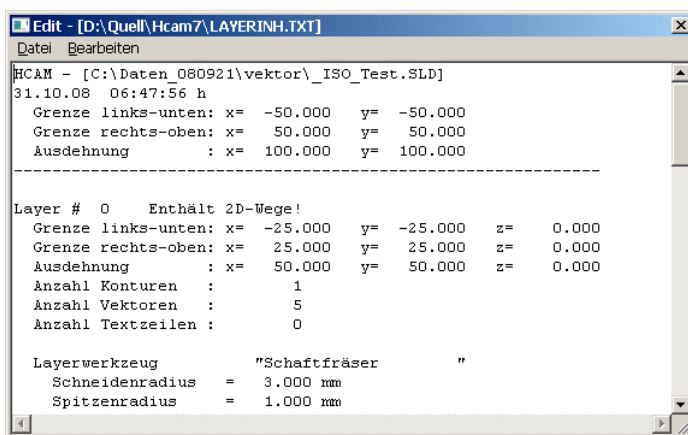 Edit - [D:\Quell\Hcam7\LAYERINH.TXT]
Datei Bearbeiten
HCAM - [C:\Daten_080921\vektor\_ISO_Test.SLD]
31.10.08  06:47:56 h
  Grenze links-unten: x=  -50.000   y=  -50.000
  Grenze rechts-oben: x=   50.000   y=   50.000
  Ausdehnung        : x=  100.000   y=  100.000
-------------------------------------------------------------
Layer #  0    Enthält 2D-Wege!
  Grenze links-unten: x=  -25.000   y=  -25.000   z=     0.000
  Grenze rechts-oben: x=   25.000   y=   25.000   z=     0.000
  Ausdehnung        : x=   50.000   y=   50.000   z=     0.000
  Anzahl Konturen   :        1
  Anzahl Vektoren   :        5
  Anzahl Textzeilen :        0
  Layerwerkzeug          "Schaftfräser         "
    Schneidenradius   =   3.000 mm
    Spitzenradius     =   1.000 mm